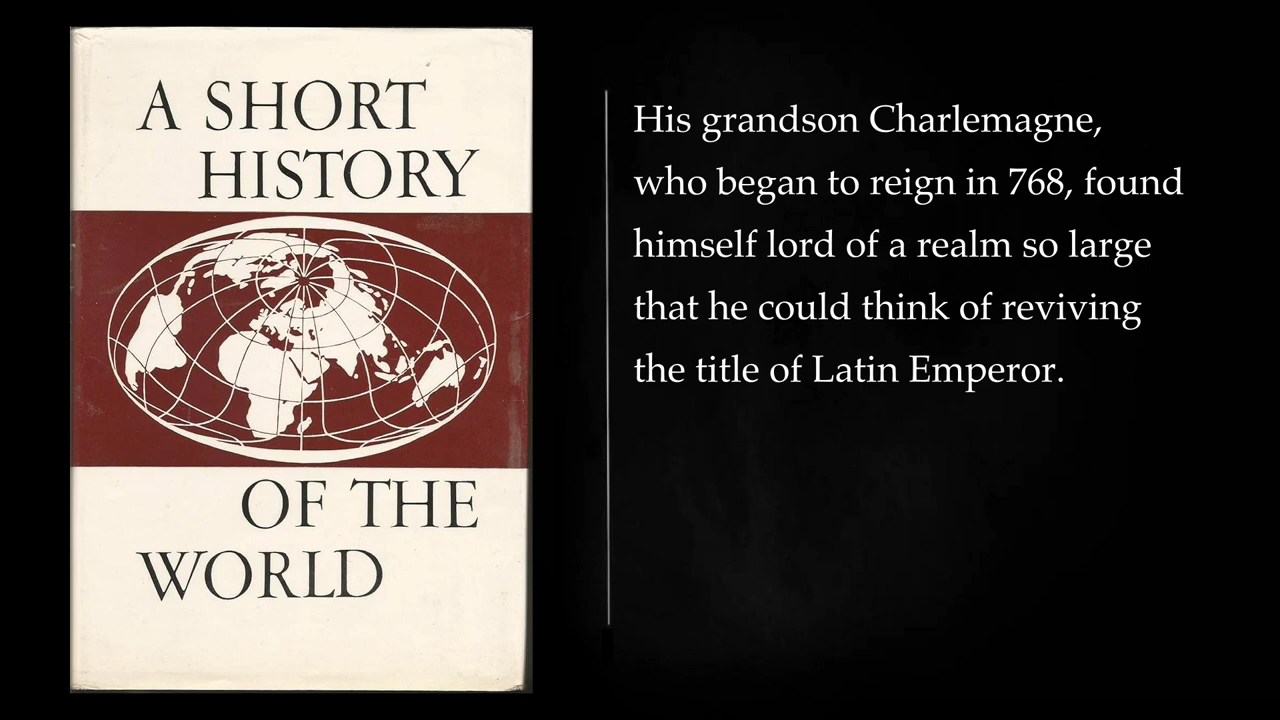 A SHORT
HISTORY
OF THE
WORLD
His grandson Charlemagne,
who began to reign in 768, found
himself lord of a realm so large
that he could think of reviving
the title of Latin Emperor.